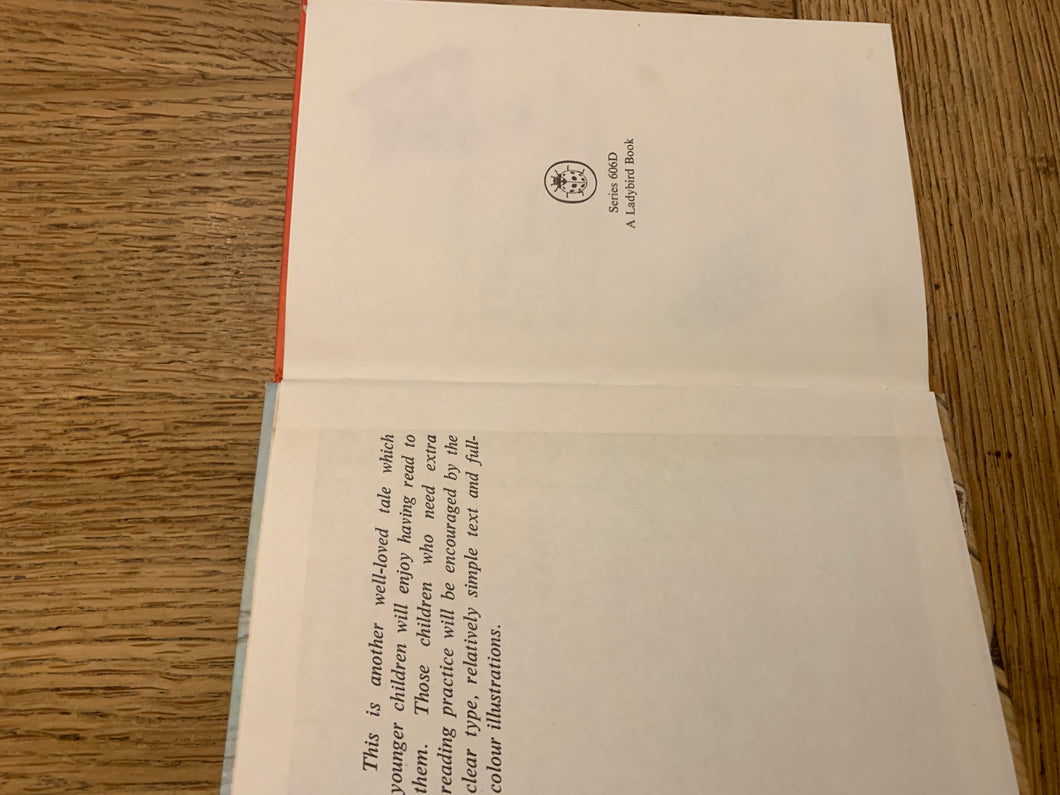 This is another well-loved tale which
younger children will enjoy having read to
them. Those children who need extra
reading practice will be encouraged by the
clear type, relatively simple text and full-
colour illustrations.
Series 606D
A Ladybird Book